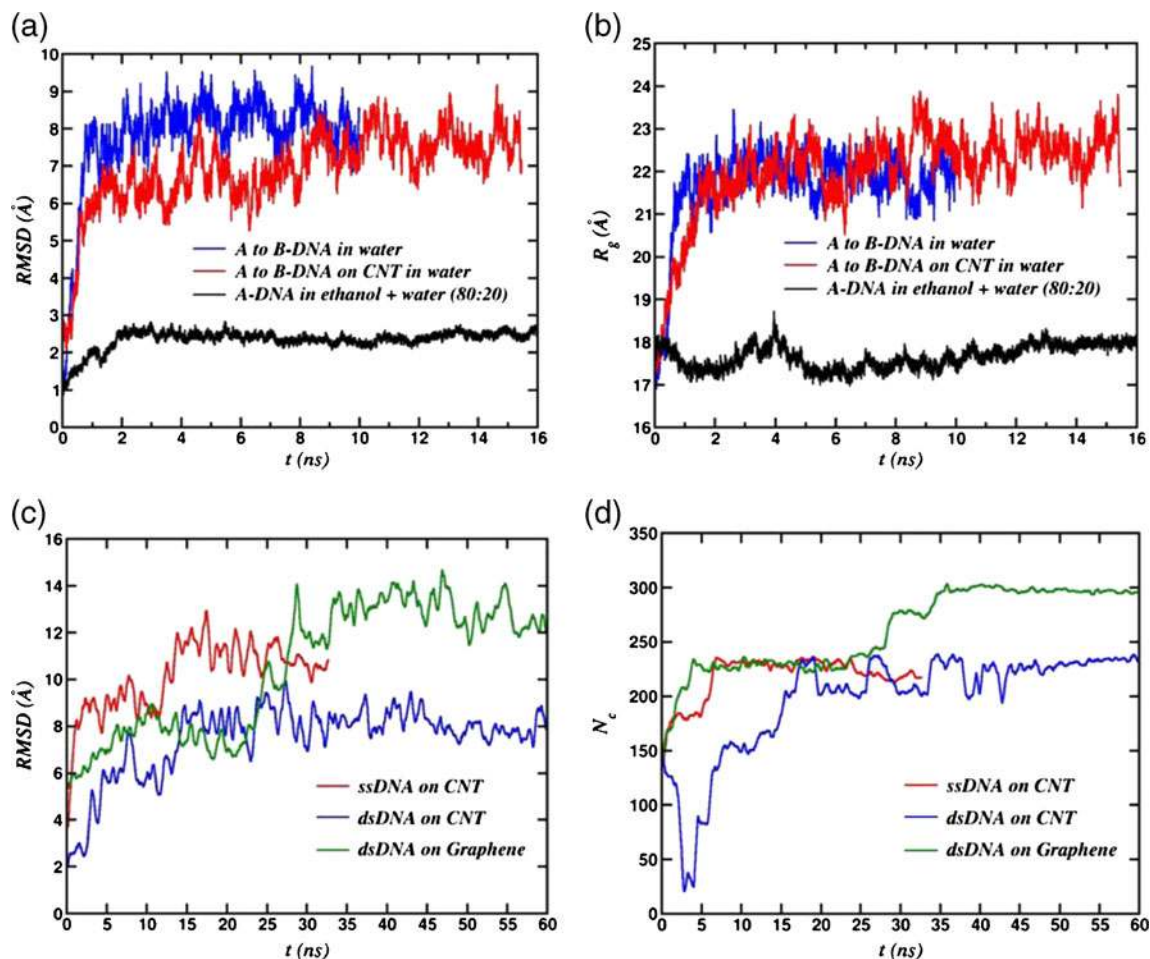 (a)
10
9
8
7
6
5
4
3
2
1
0
RMSD (Å)
A to B-DNA in water
A to B-DNA on CNT in water
A-DNA in ethanol + water (80:20)
0 2 4 6 8 10 12 14 16
t (ns)
(b)
25
24
23
22
21
20
19
18
17
16
R_g (Å)
A to B-DNA in water
A to B-DNA on CNT in water
A-DNA in ethanol + water (80:20)
0 2 4 6 8 10 12 14 16
t (ns)
(c)
16
14
12
10
8
6
4
2
0
RMSD (Å)
ssDNA on CNT
dsDNA on CNT
dsDNA on Graphene
0 5 10 15 20 25 30 35 40 45 50 55 60
t (ns)
(d)
350
300
250
200
150
100
50
0
N_c
ssDNA on CNT
dsDNA on CNT
dsDNA on Graphene
0 5 10 15 20 25 30 35 40 45 50 55 60
t (ns)